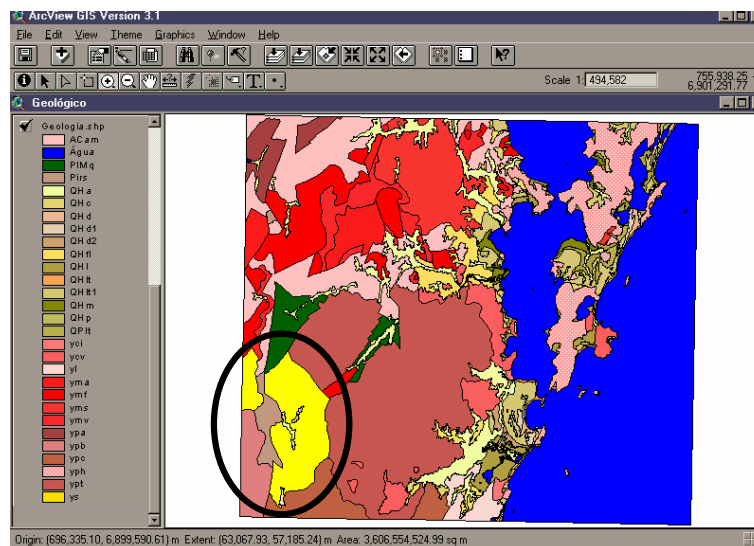 ArcView GIS Version 3.1
File Edit View Theme Graphics Window Help
Scale 1: 494,582
755,938.25
6,901,291.77
Geológico
Geologia.shp
ACam
Água
PIMq
Pirs
QHa
QHc
QHd
QHd1
QHd2
QHfl
QHl
QHlt
QHlt1
QHm
QHp
QPlt
yci
ycv
yl
yma
ymf
yms
ymv
ypa
ypb
ypc
yph
ypt
ys
Origin: (696,335.10, 6,899,590.61) m Extent: (63,067.93, 57,185.24) m Area: 3,606,554,524.99 sq m